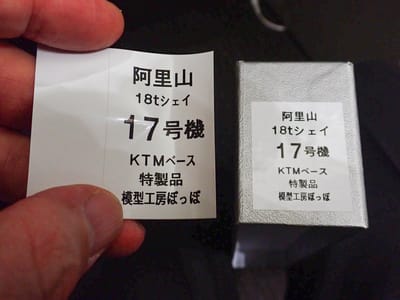 阿里山
18tシェイ
17号機
KTMベース
特製品
模型工房ぽっぽ
阿里山
18tシェイ
17号機
KTMベース
特製品
模型工房ぽっぽ